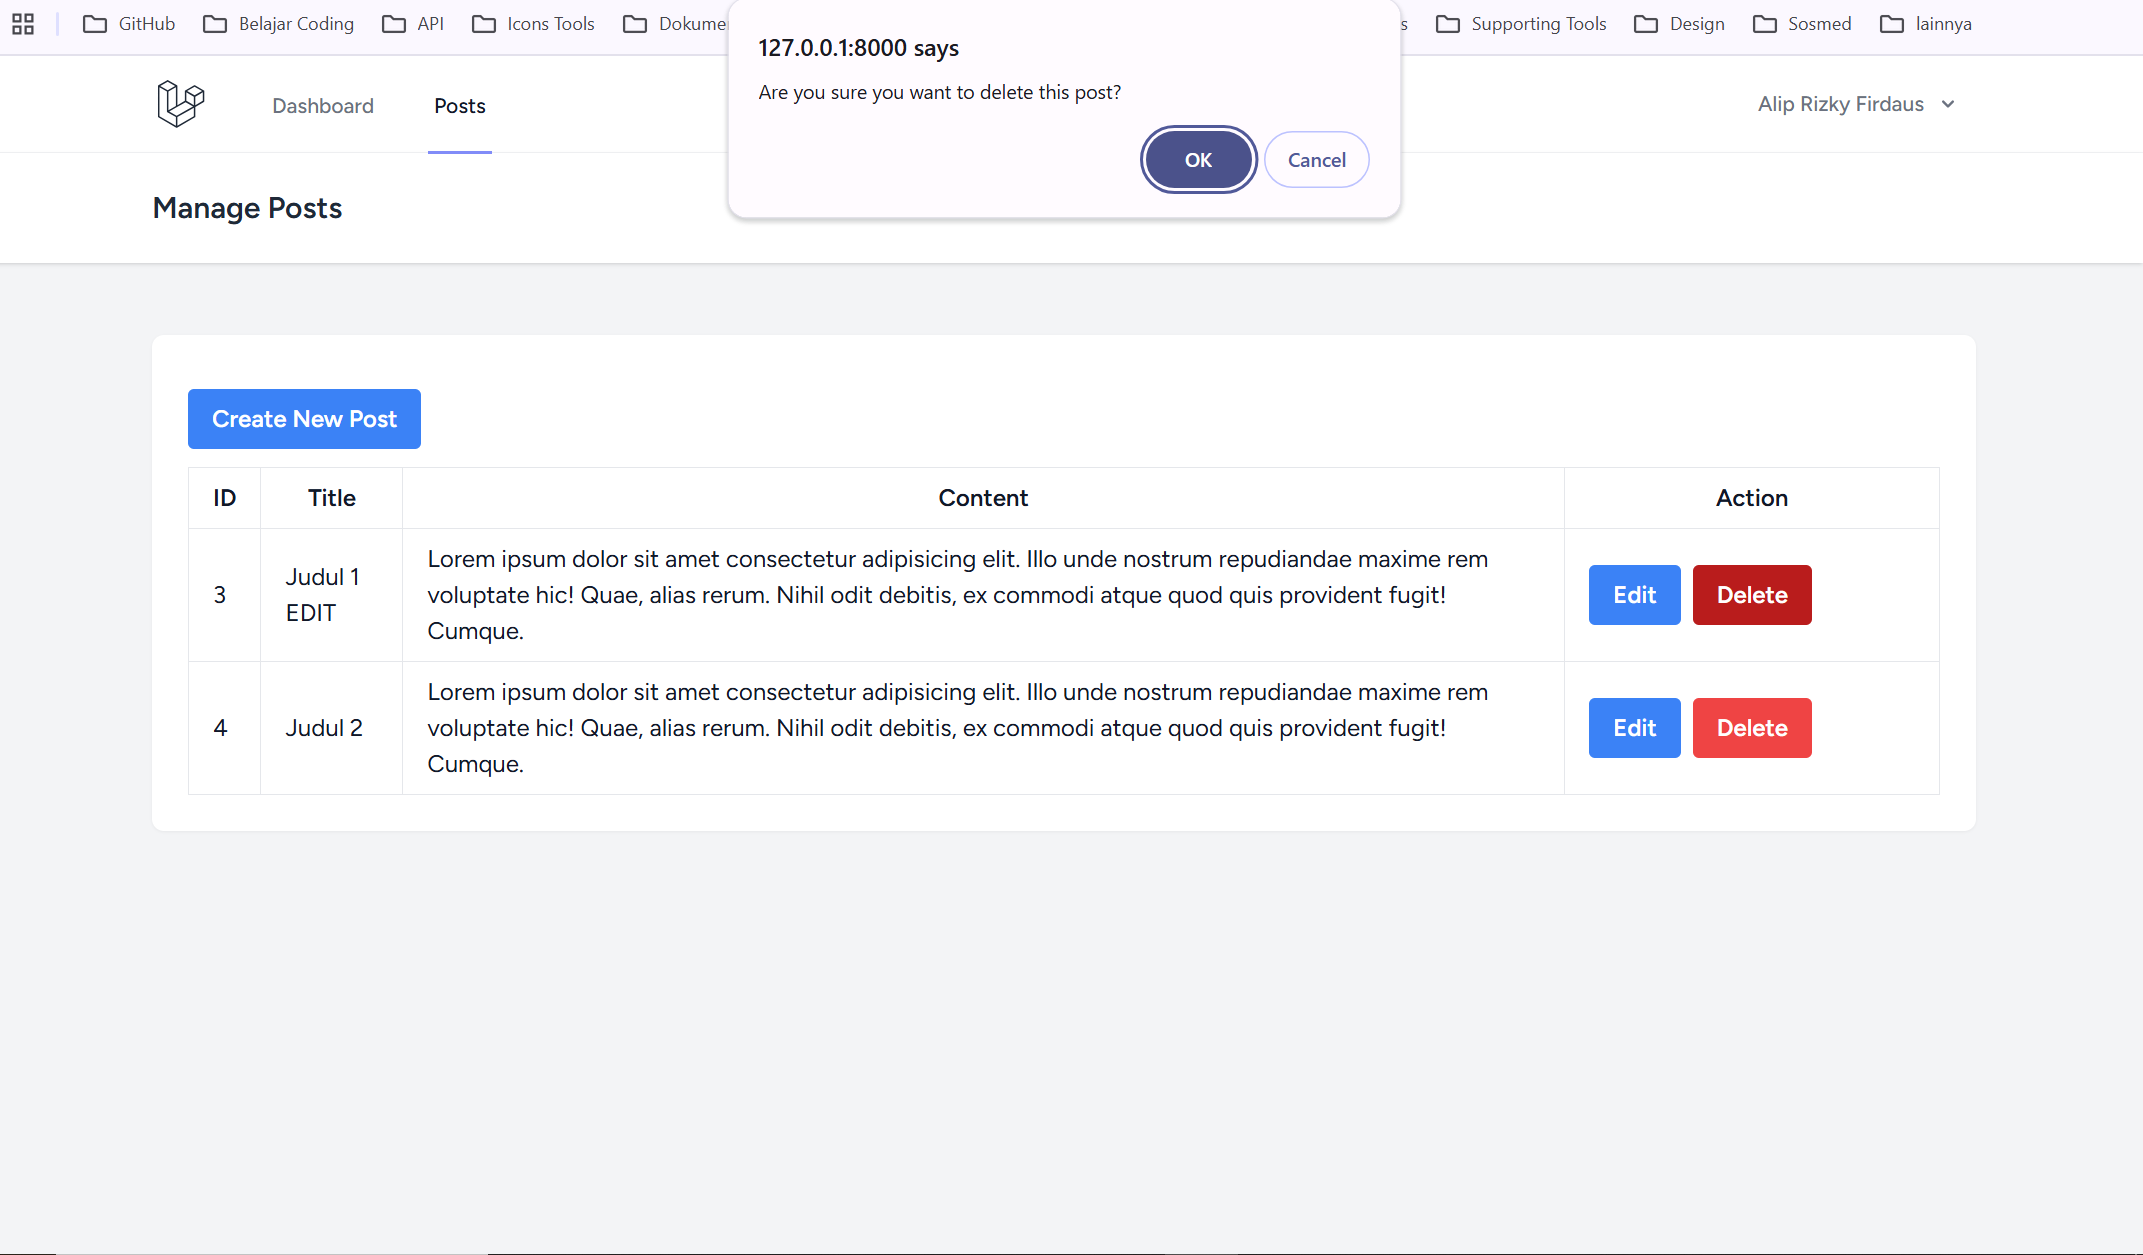 GitHub Belajar Coding API Icons Tools Supporting Tools Design Sosmed lainnya
127.0.0.1:8000 says
Are you sure you want to delete this post?
OK Cancel
Dashboard Posts Alip Rizky Firdaus
Manage Posts
Create New Post
ID Title Content Action
3 Judul 1 EDIT Lorem ipsum dolor sit amet consectetur adipisicing elit. Illo unde nostrum repudiandae maxime rem
voluptate hic! Quae, alias rerum. Nihil odit debitis, ex commodi atque quod quis provident fugit!
Cumque.
Edit Delete
4 Judul 2 Lorem ipsum dolor sit amet consectetur adipisicing elit. Illo unde nostrum repudiandae maxime rem
voluptate hic! Quae, alias rerum. Nihil odit debitis, ex commodi atque quod quis provident fugit!
Cumque.
Edit Delete